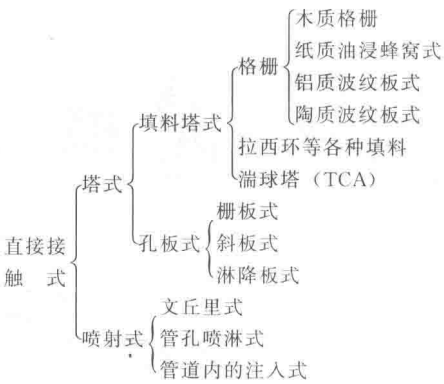 木质格栅
纸质油浸蜂窝式
格栅
铝质波纹板式
陶质波纹板式
填料塔式
拉西环等各种填料
塔式
湍球塔（TCA）
栅板式
直接接
孔板式
斜板式
触 式
淋降板式
文丘里式
喷射式
管孔喷淋式
管道内的注入式